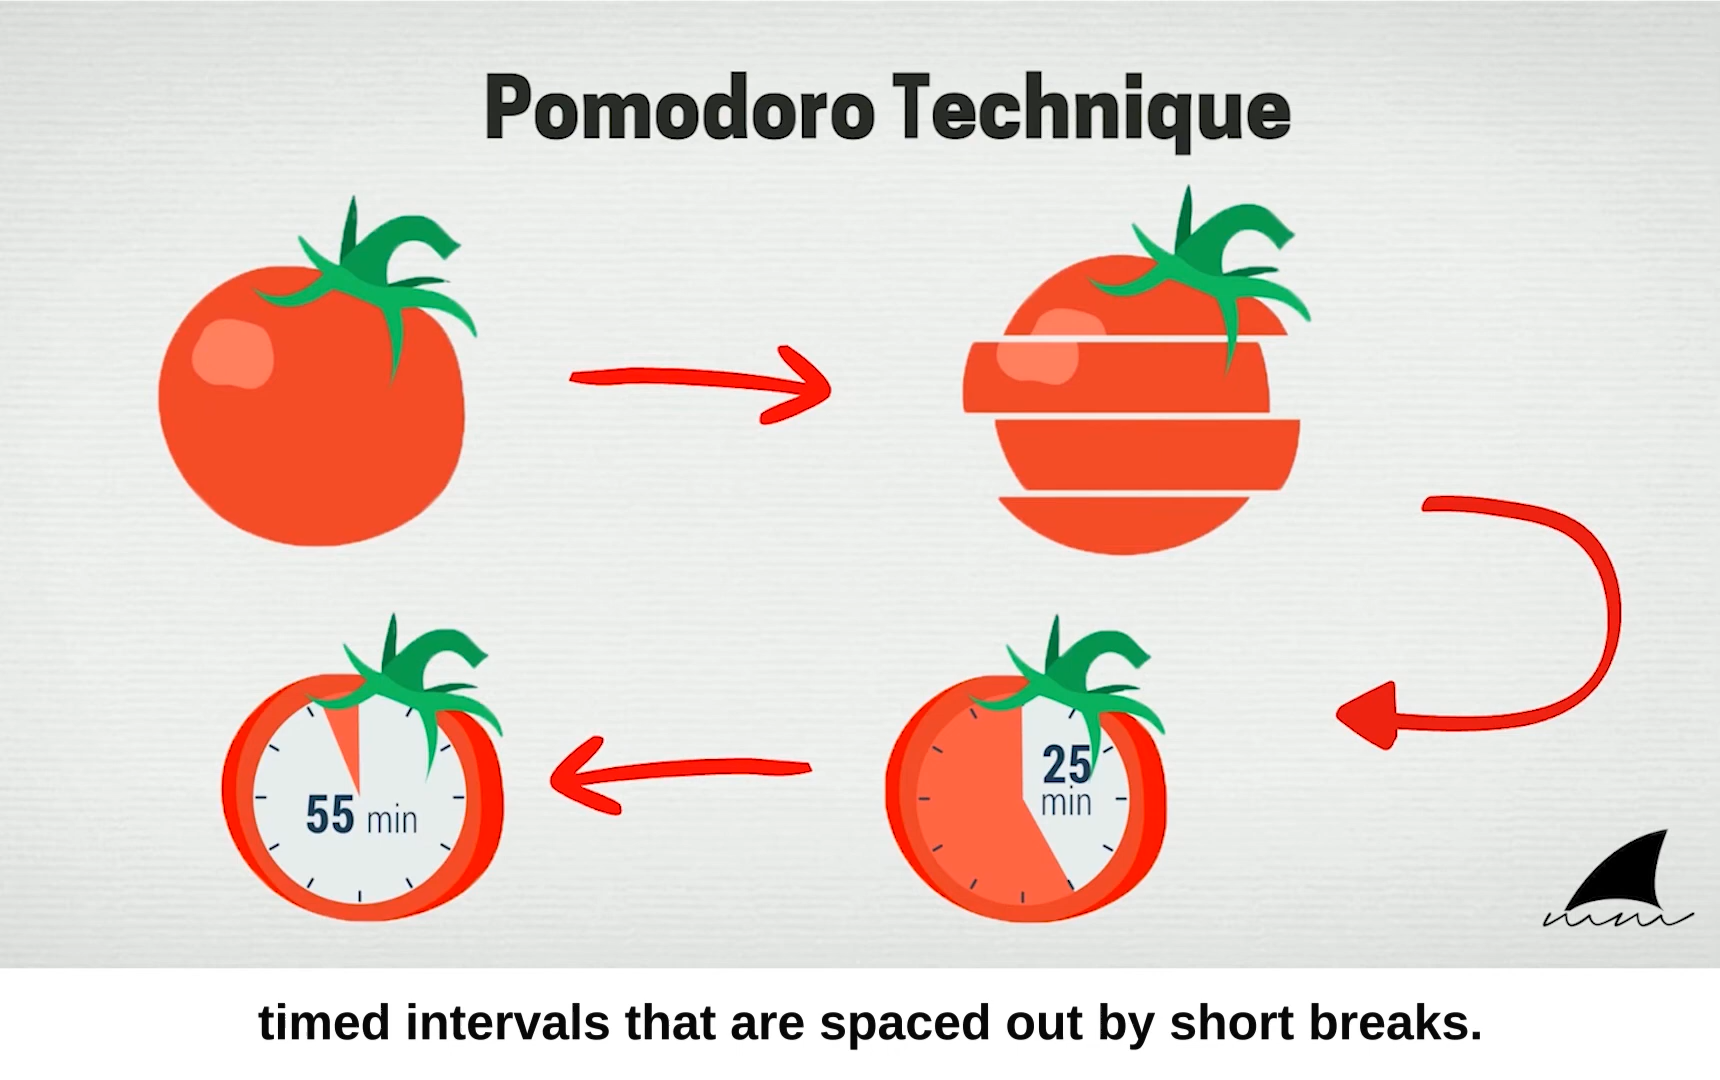 Pomodoro Technique
25
min
55 min
timed intervals that are spaced out by short breaks.